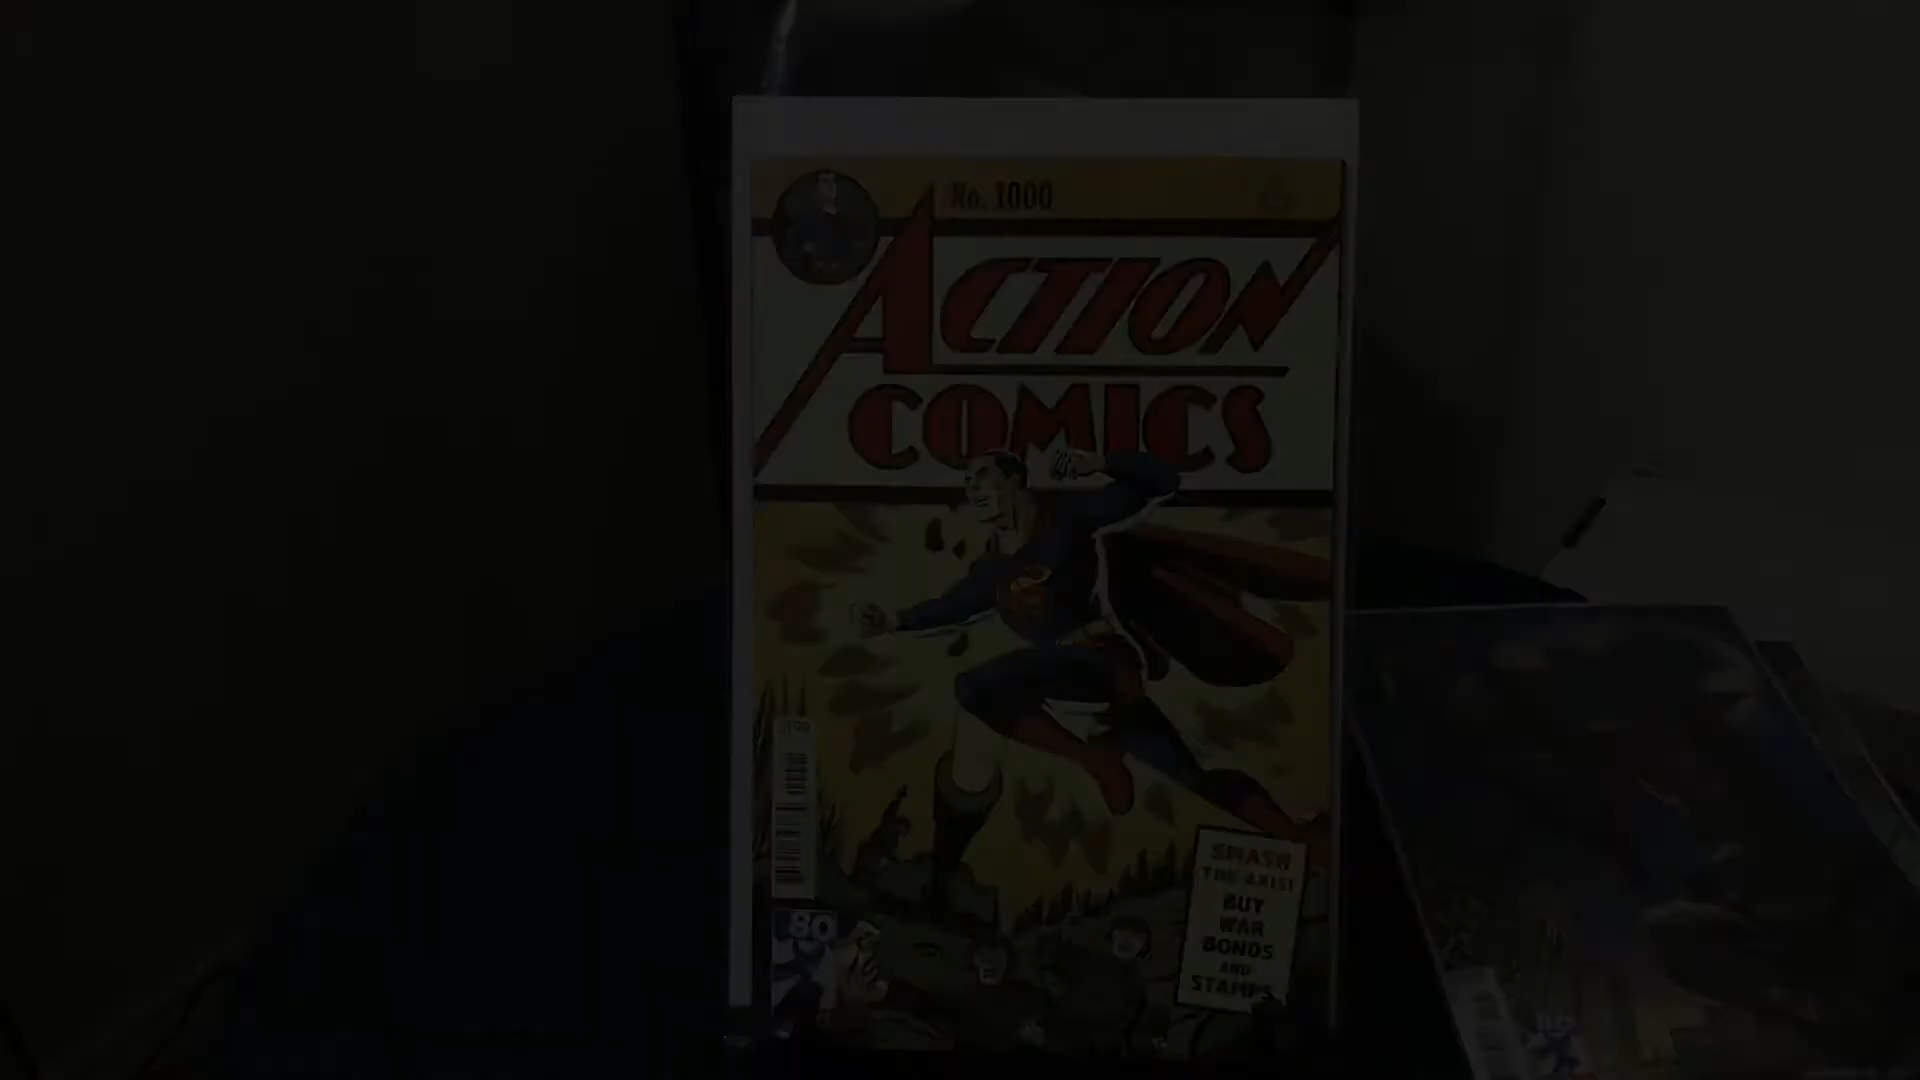 No. 1000
ACTION
COMICS
SMASH
THE AXIS!
BUY
WAR
BONDS
AND
STAMPS
80